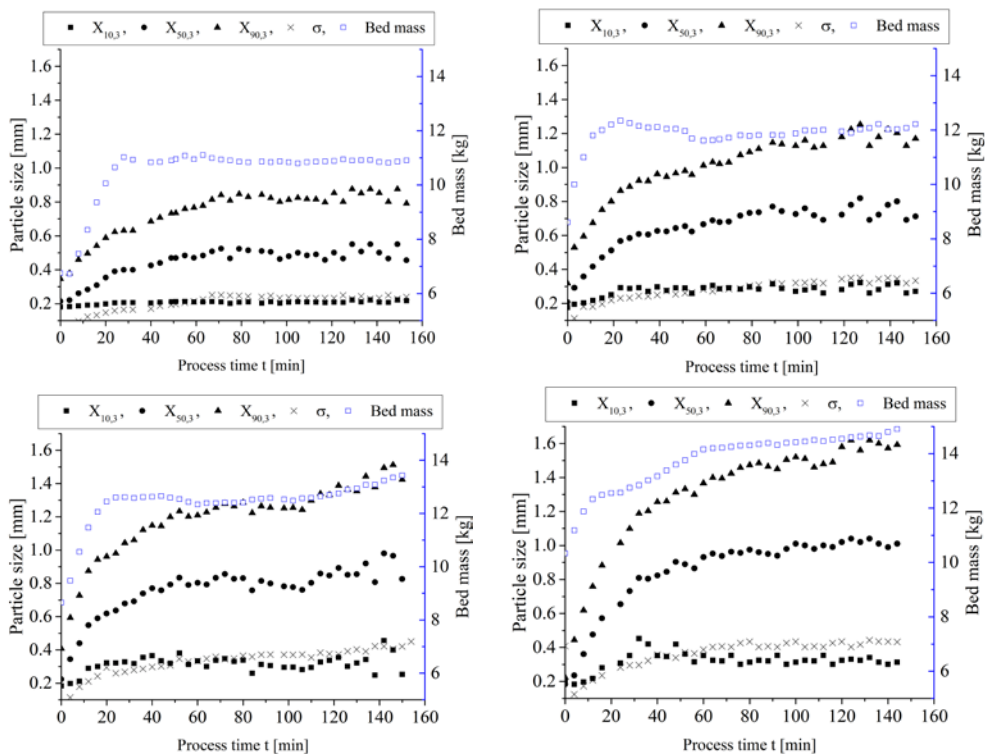 X10,3, X50,3, X90,3, σ, Bed mass
Particle size [mm]
1.6
1.4
1.2
1.0
0.8
0.6
0.4
0.2
14
12
10
8
6
Bed mass [kg]
0 20 40 60 80 100 120 140 160
Process time t [min]
X10,3, X50,3, X90,3, σ, Bed mass
Particle size [mm]
1.6
1.4
1.2
1.0
0.8
0.6
0.4
0.2
14
12
10
8
6
Bed mass [kg]
0 20 40 60 80 100 120 140 160
Process time t [min]
X10,3, X50,3, X90,3, σ, Bed mass
Particle size [mm]
1.6
1.4
1.2
1.0
0.8
0.6
0.4
0.2
14
13
12
11
10
9
8
7
6
5
Bed mass [kg]
0 20 40 60 80 100 120 140 160
Process time t [min]
X10,3, X50,3, X90,3, σ, Bed mass
Particle size [mm]
1.6
1.4
1.2
1.0
0.8
0.6
0.4
0.2
14
12
10
8
6
Bed mass [kg]
0 20 40 60 80 100 120 140 160
Process time t [min]